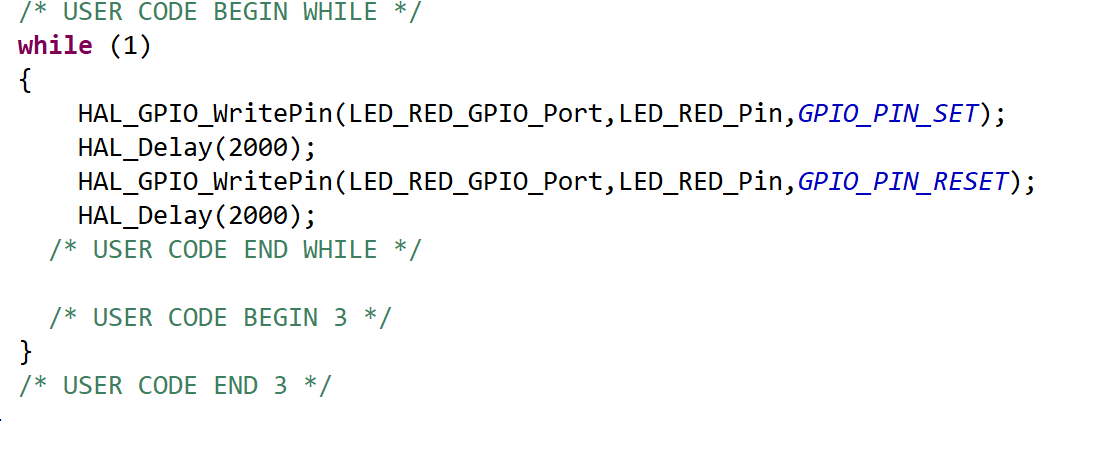 /* USER CODE BEGIN WHILE */
while (1)
{
HAL_GPIO_WritePin(LED_RED_GPIO_Port,LED_RED_Pin,GPIO_PIN_SET);
HAL_Delay(2000);
HAL_GPIO_WritePin(LED_RED_GPIO_Port,LED_RED_Pin,GPIO_PIN_RESET);
HAL_Delay(2000);
/* USER CODE END WHILE */
/* USER CODE BEGIN 3 */
}
/* USER CODE END 3 */